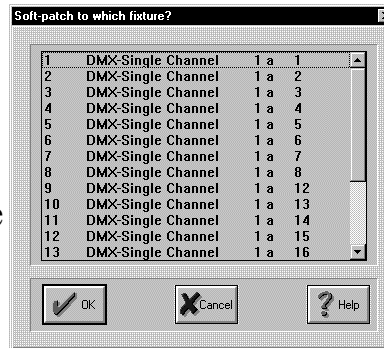 Soft-patch to which fixture?
1 DMX-Single Channel 1 a 1
2 DMX-Single Channel 1 a 2
3 DMX-Single Channel 1 a 3
4 DMX-Single Channel 1 a 4
5 DMX-Single Channel 1 a 5
6 DMX-Single Channel 1 a 6
7 DMX-Single Channel 1 a 7
8 DMX-Single Channel 1 a 8
9 DMX-Single Channel 1 a 12
10 DMX-Single Channel 1 a 13
11 DMX-Single Channel 1 a 14
12 DMX-Single Channel 1 a 15
13 DMX-Single Channel 1 a 16
OK Cancel Help